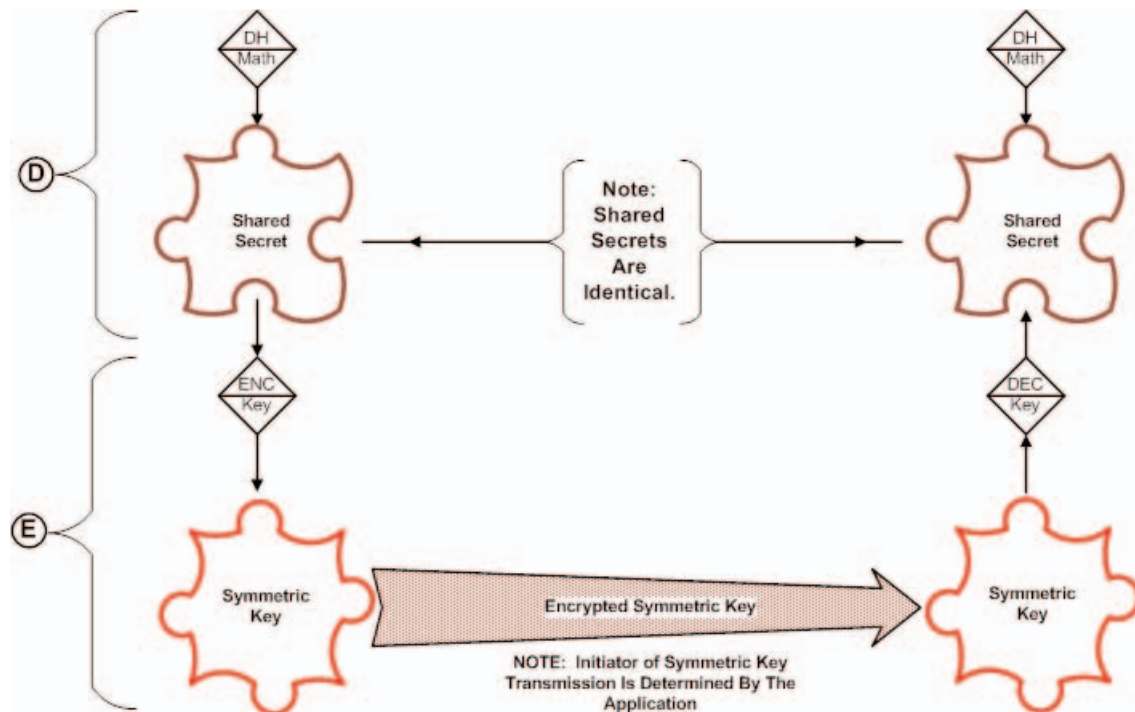 DH
Math
DH
Math
D
Shared
Secret
Note:
Shared
Secrets
Are
Identical.
Shared
Secret
ENC
Key
DEC
Key
E
Symmetric
Key
Encrypted Symmetric Key
Symmetric
Key
NOTE: Initiator of Symmetric Key
Transmission Is Determined By The
Application